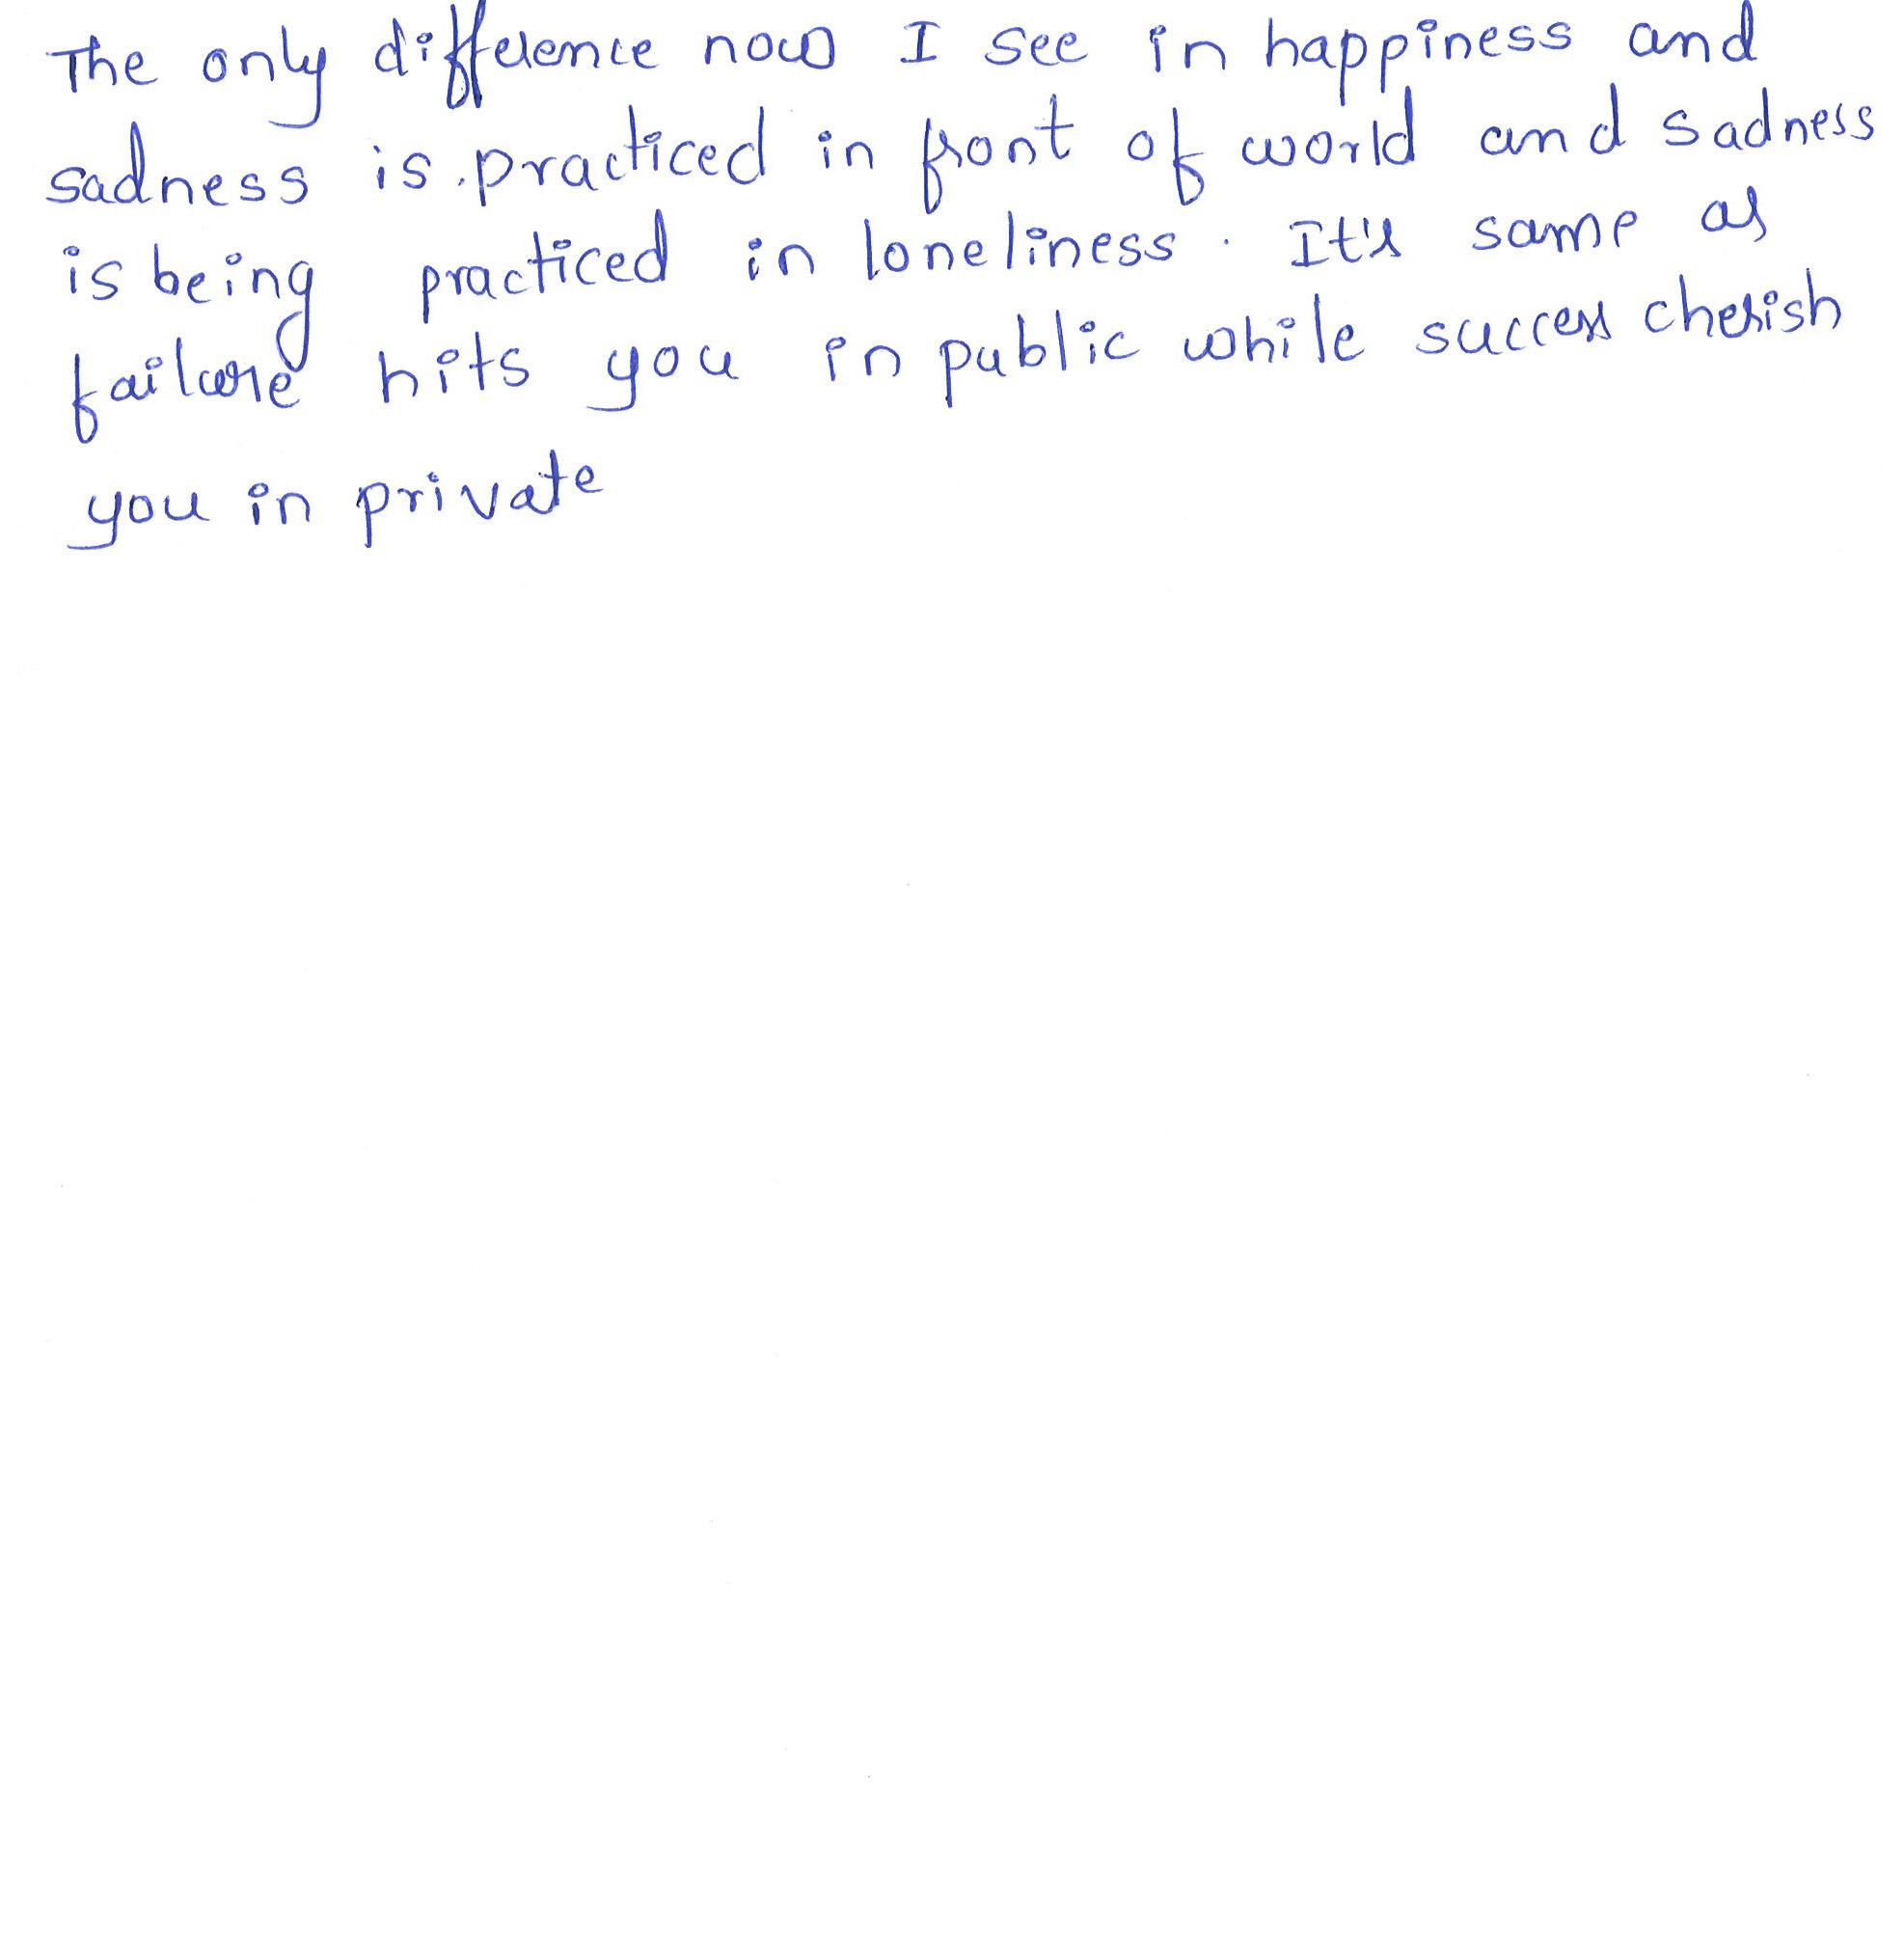 The only difference now I see in happiness and
sadness is practiced in front of world and sadness
is being practiced in loneliness. It's same as
failure hits you in public while success cherish
you in private